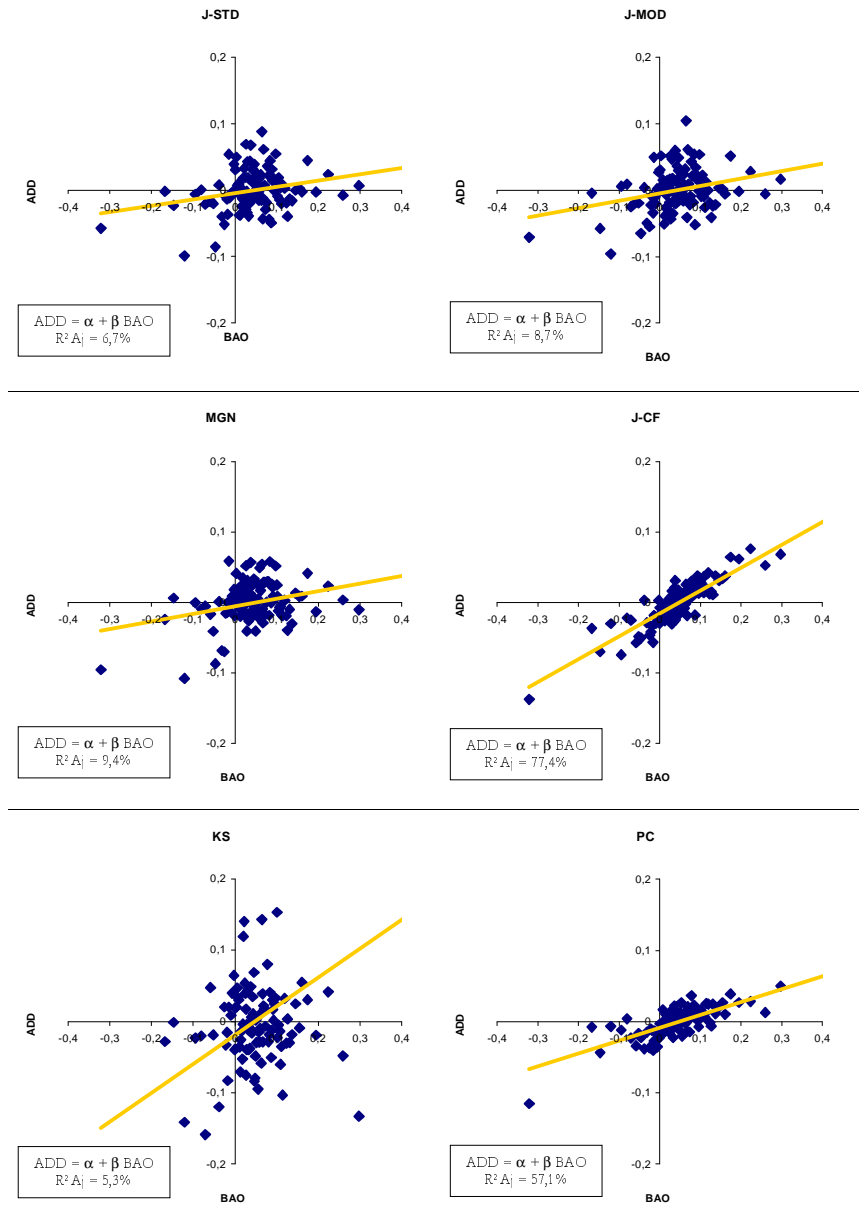 J-STD
0,2
0,1
0
-0,4 -0,3 -0,2 -0,1 0 0,1 0,2 0,3 0,4
-0,1
-0,2
ADD
BAO
ADD = α + β BAO
R² Aj = 6,7%
J-MOD
0,2
0,1
0
-0,4 -0,3 -0,2 -0,1 0 0,1 0,2 0,3 0,4
-0,1
-0,2
ADD
BAO
ADD = α + β BAO
R² Aj = 8,7%
MGN
0,2
0,1
0
-0,4 -0,3 -0,2 -0,1 0 0,1 0,2 0,3 0,4
-0,1
-0,2
ADD
BAO
ADD = α + β BAO
R² Aj = 9,4%
J-CF
0,2
0,1
0
-0,4 -0,3 -0,2 -0,1 0 0,1 0,2 0,3 0,4
-0,1
-0,2
ADD
BAO
ADD = α + β BAO
R² Aj = 77,4%
KS
0,2
0,1
0
-0,4 -0,3 -0,2 -0,1 0 0,1 0,2 0,3 0,4
-0,1
-0,2
ADD
BAO
ADD = α + β BAO
R² Aj = 5,3%
PC
0,2
0,1
0
-0,4 -0,3 -0,2 -0,1 0 0,1 0,2 0,3 0,4
-0,1
-0,2
ADD
BAO
ADD = α + β BAO
R² Aj = 57,1%